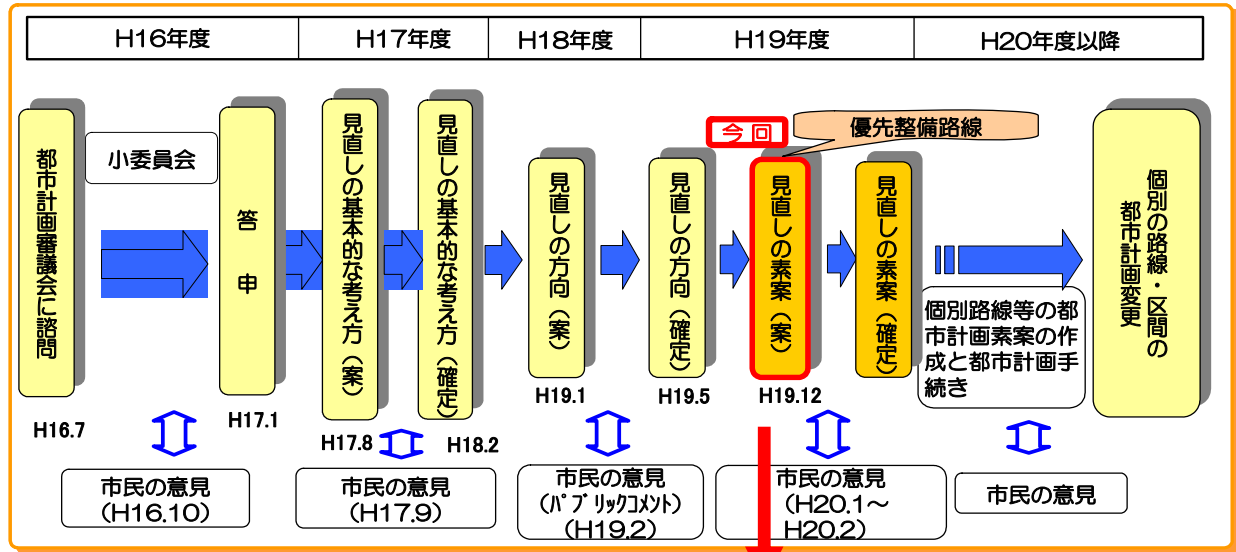 H16年度
H17年度
H18年度
H19年度
H20年度以降
都市計画審議会に諮問
小委員会
答申
見直しの基本的な考え方（案）
見直しの基本的な考え方（確定）
見直しの方向（案）
見直しの方向（確定）
今回
優先整備路線
見直しの素案（案）
見直しの素案（確定）
個別路線等の都
市計画素案の作
成と都市計画手
続き
個別の路線・区間の
都市計画変更
H16.7
H17.1
H17.8
H18.2
H19.1
H19.5
H19.12
市民の意見
（H16.10）
市民の意見
（H17.9）
市民の意見
（ﾊﾟﾌﾞﾘｯｸｺﾒﾝﾄ）
（H19.2）
市民の意見
（H20.1～
H20.2）
市民の意見